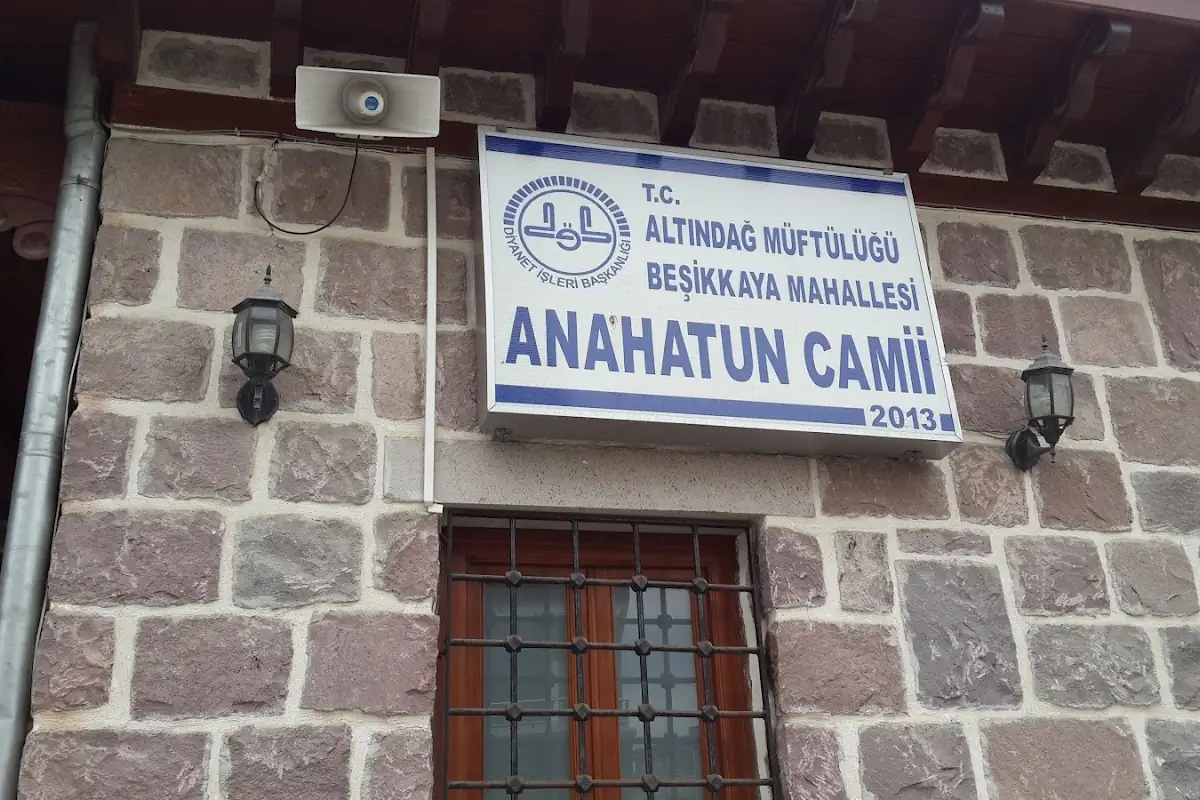 DİYANET İŞLERİ BAŞKANLIĞI
T.C.
ALTINDAĞ MÜFTÜLÜĞÜ
BEŞİKKAYA MAHALLESİ
ANAHATUN CAMİİ
2013